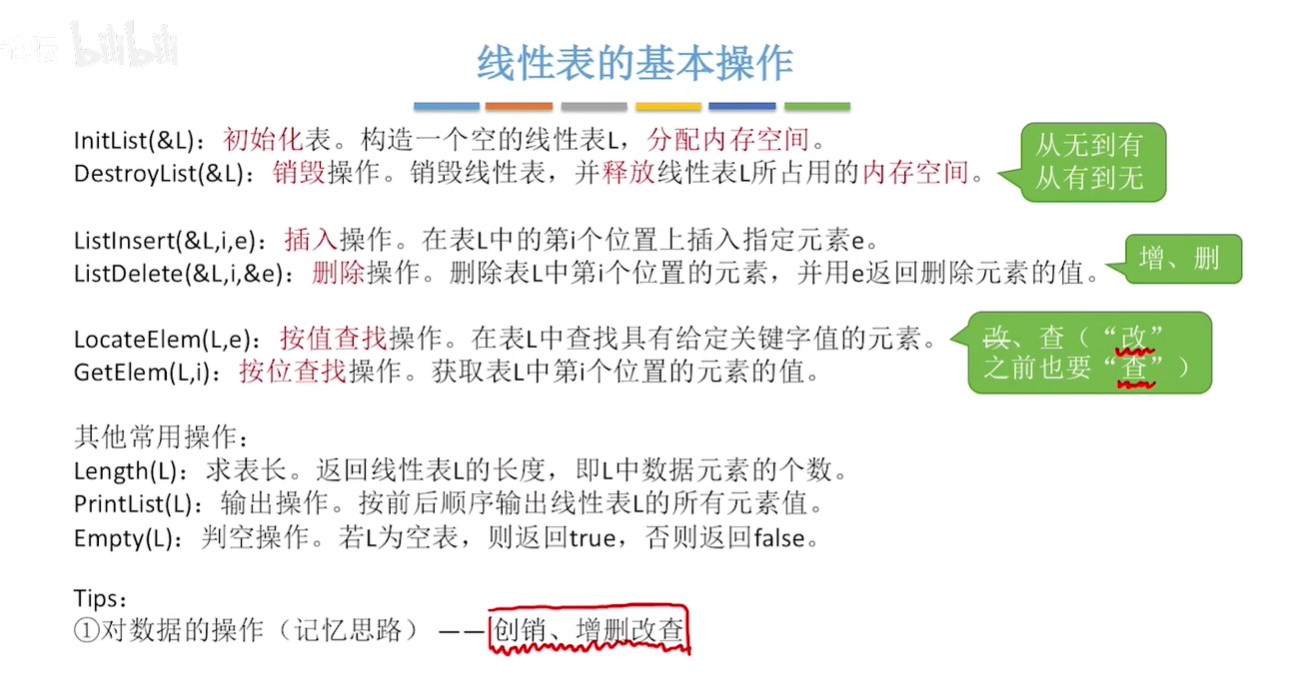 bilibili
线性表的基本操作
InitList(&L)：初始化表。构造一个空的线性表L，分配内存空间。
DestroyList(&L)：销毁操作。销毁线性表，并释放线性表L所占用的内存空间。
从无到有
从有到无
ListInsert(&L,i,e)：插入操作。在表L中的第i个位置上插入指定元素e。
ListDelete(&L,i,&e)：删除操作。删除表L中第i个位置的元素，并用e返回删除元素的值。
增、删
LocateElem(L,e)：按值查找操作。在表L中查找具有给定关键字值的元素。
GetElem(L,i)：按位查找操作。获取表L中第i个位置的元素的值。
改、查（“改”
之前也要“查”）
其他常用操作：
Length(L)：求表长。返回线性表L的长度，即L中数据元素的个数。
PrintList(L)：输出操作。按前后顺序输出线性表L的所有元素值。
Empty(L)：判空操作。若L为空表，则返回true，否则返回false。
Tips：
①对数据的操作（记忆思路） ——创销、增删改查